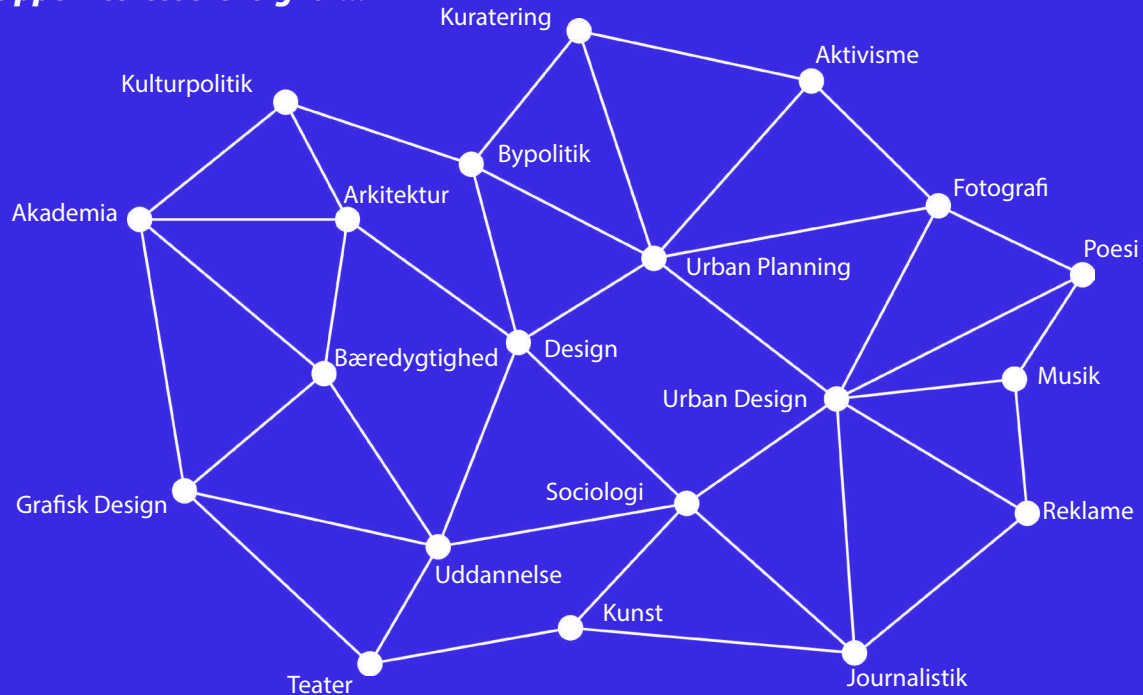 Kuratering
Aktivisme
Kulturpolitik
Bypolitik
Arkitektur
Fotografi
Akademia
Poesi
Urban Planning
Bæredygtighed
Design
Musik
Urban Design
Sociologi
Grafisk Design
Reklame
Uddannelse
Kunst
Teater
Journalistik